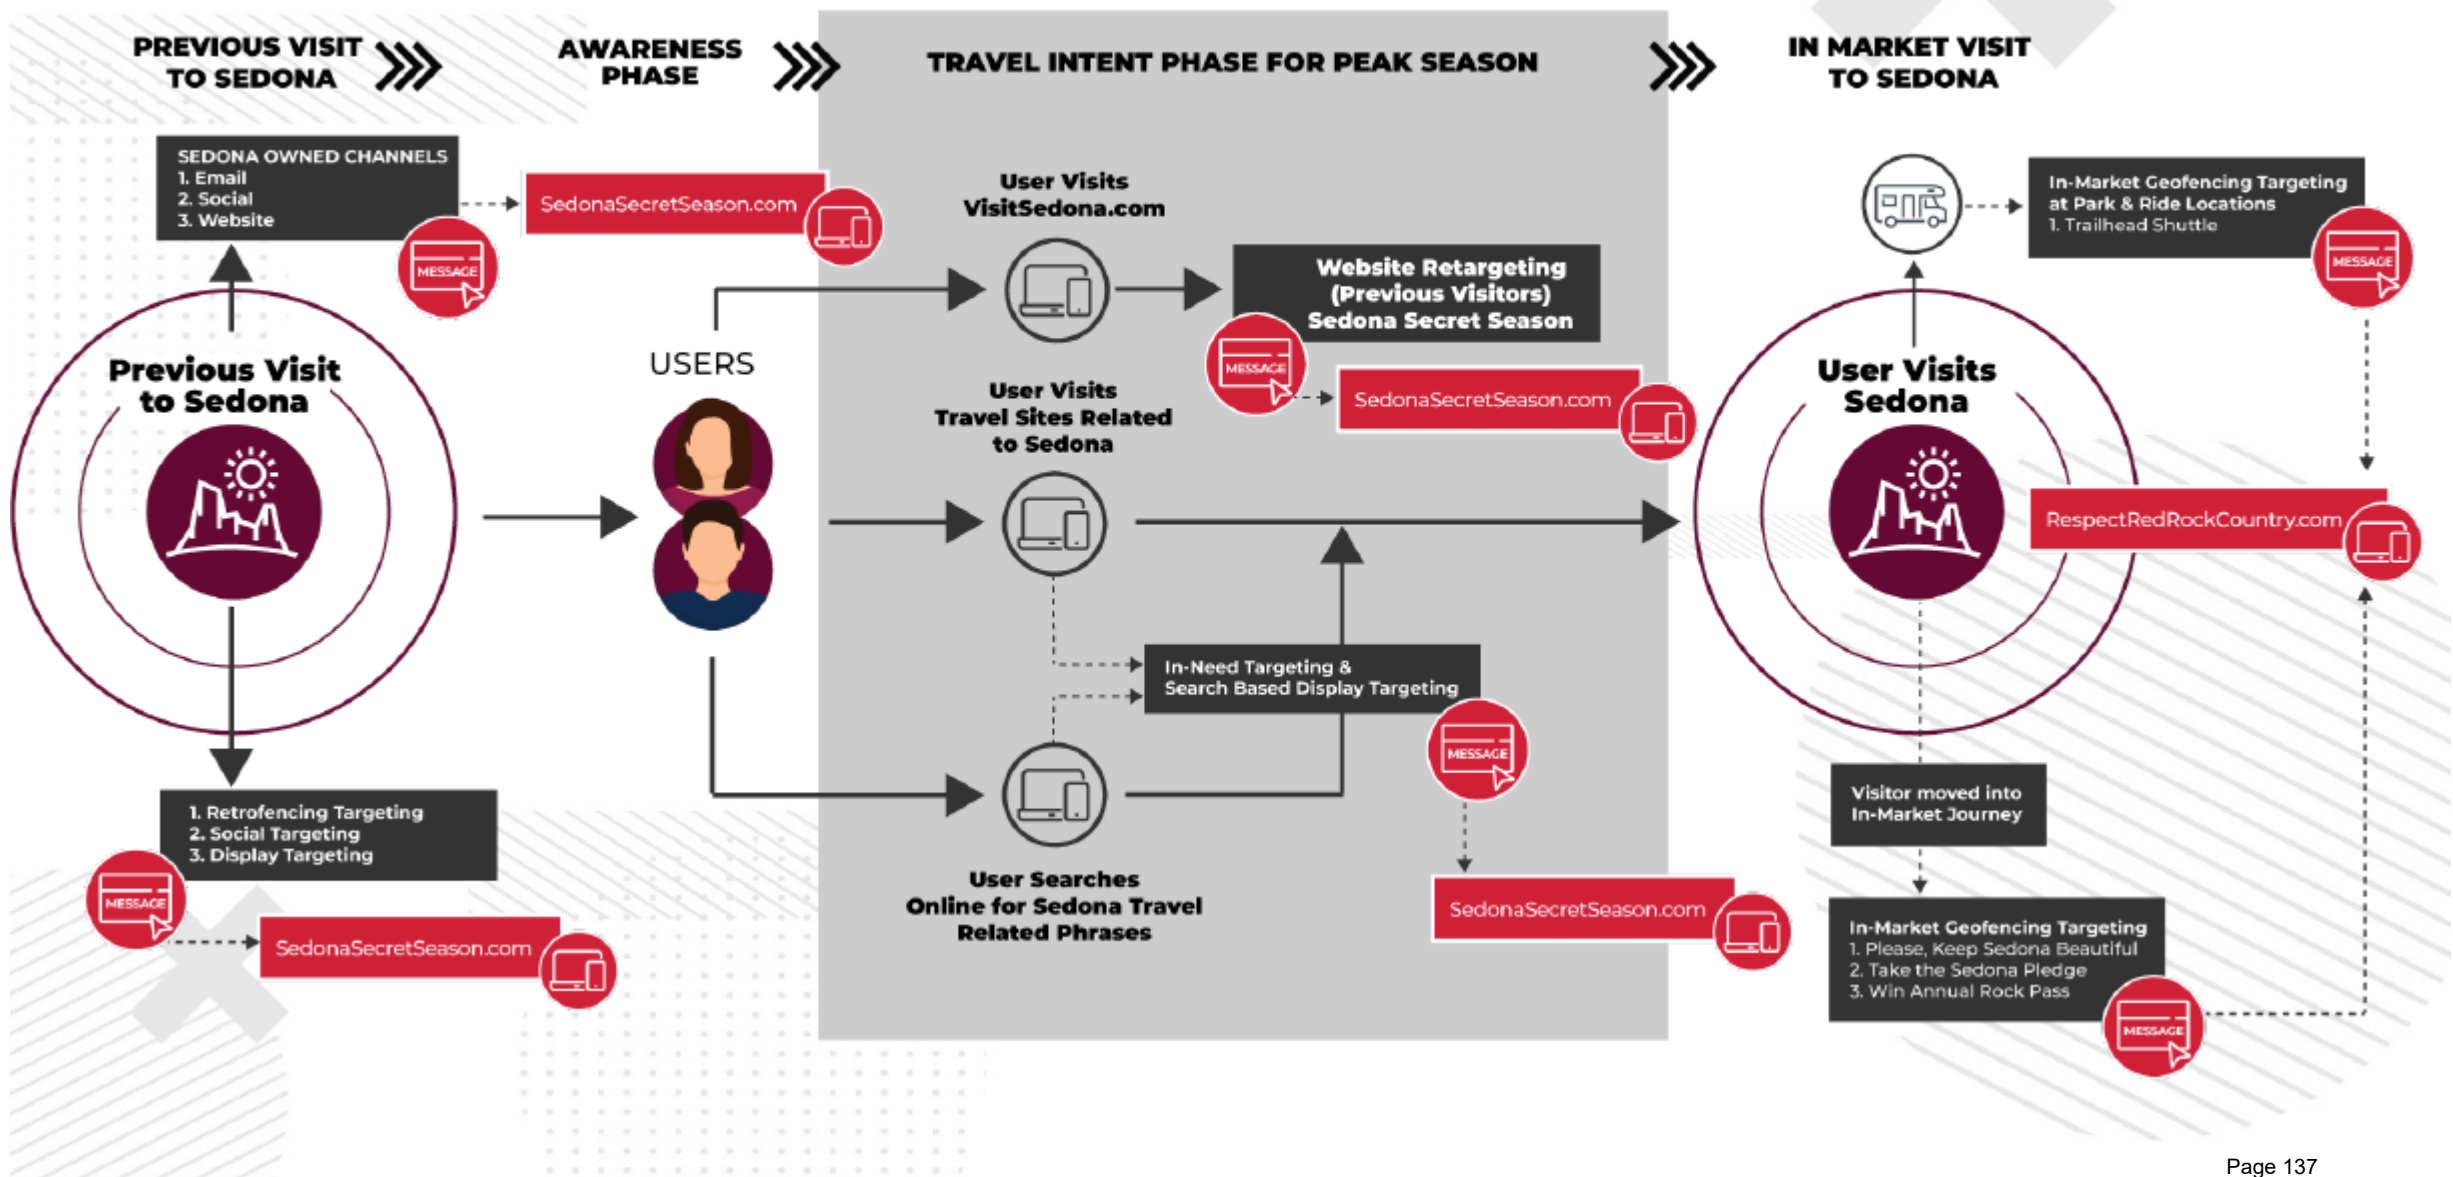 PREVIOUS VISIT
TO SEDONA
AWARENESS
PHASE
TRAVEL INTENT PHASE FOR PEAK SEASON
IN MARKET VISIT
TO SEDONA
SEDONA OWNED CHANNELS
1. Email
2. Social
3. Website
MESSAGE
SedonaSecretSeason.com
Previous Visit
to Sedona
1. Retrofencing Targeting
2. Social Targeting
3. Display Targeting
MESSAGE
SedonaSecretSeason.com
USERS
User Visits
VisitSedona.com
Website Retargeting
(Previous Visitors)
Sedona Secret Season
MESSAGE
SedonaSecretSeason.com
User Visits
Travel Sites Related
to Sedona
In-Need Targeting &
Search Based Display Targeting
MESSAGE
SedonaSecretSeason.com
User Searches
Online for Sedona Travel
Related Phrases
In-Market Geofencing Targeting
at Park & Ride Locations
1. Trailhead Shuttle
MESSAGE
User Visits
Sedona
RespectRedRockCountry.com
Visitor moved into
In-Market Journey
In-Market Geofencing Targeting
1. Please, Keep Sedona Beautiful
2. Take the Sedona Pledge
3. Win Annual Rock Pass
MESSAGE
Page 137